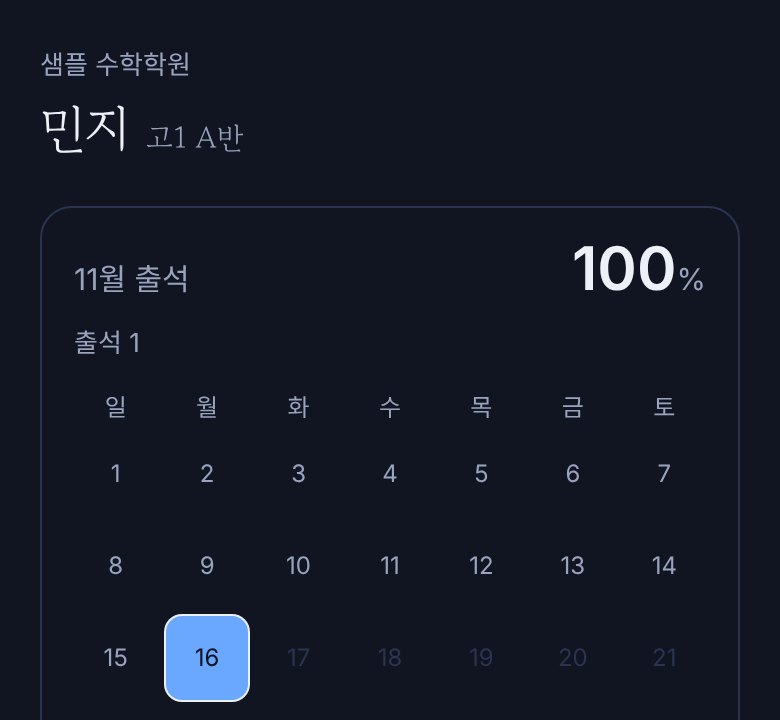 샘플 수학학원
민지 고1 A반
11월 출석 100%
출석 1
일 월 화 수 목 금 토
1 2 3 4 5 6 7
8 9 10 11 12 13 14
15 16 17 18 19 20 21